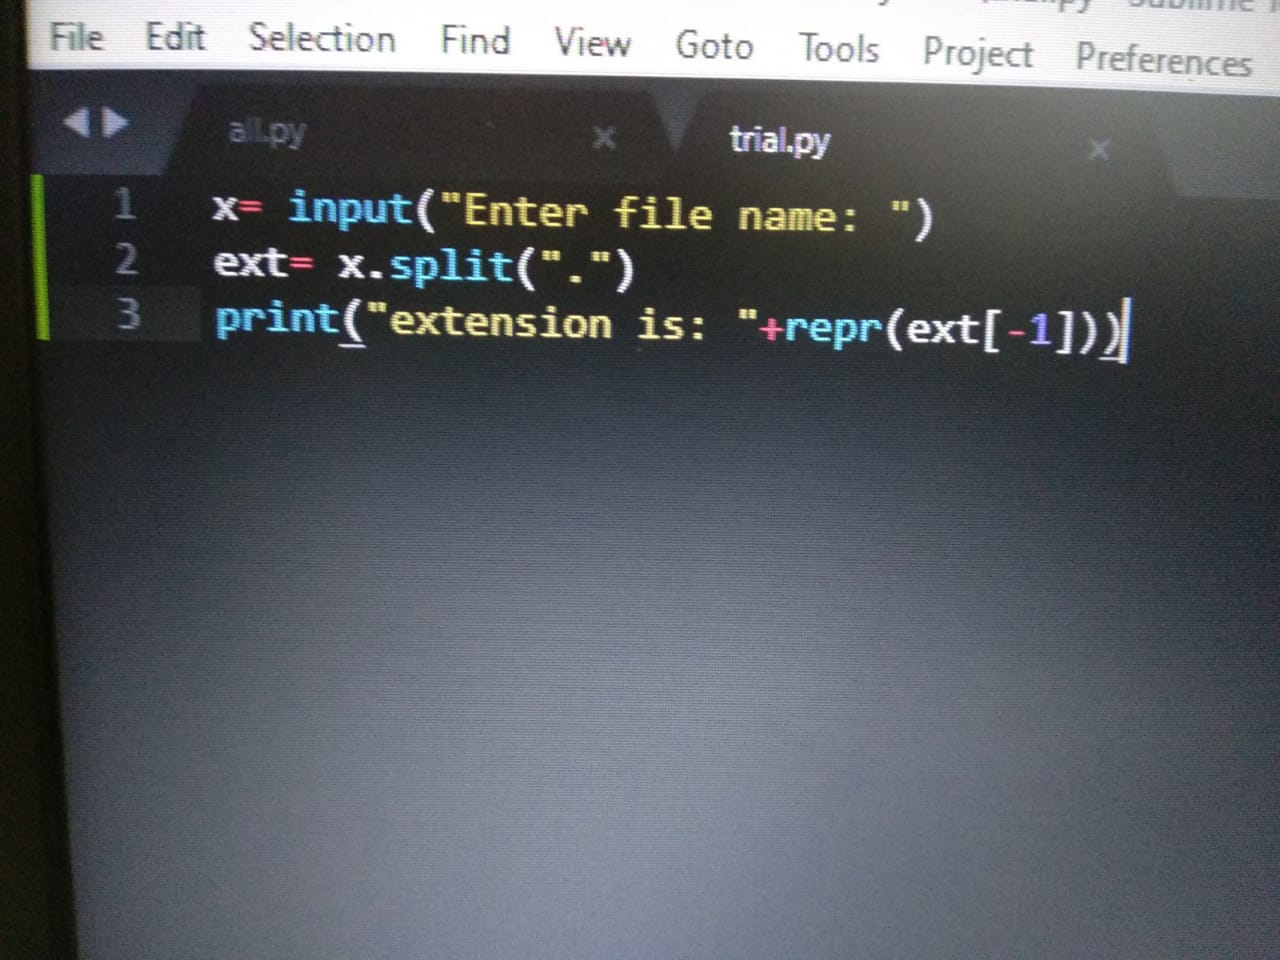 File Edit Selection Find View Goto Tools Project Preferences
all.py x trial.py x
1 x= input("Enter file name: ")
2 ext= x.split(".")
3 print("extension is: "+repr(ext[-1]))